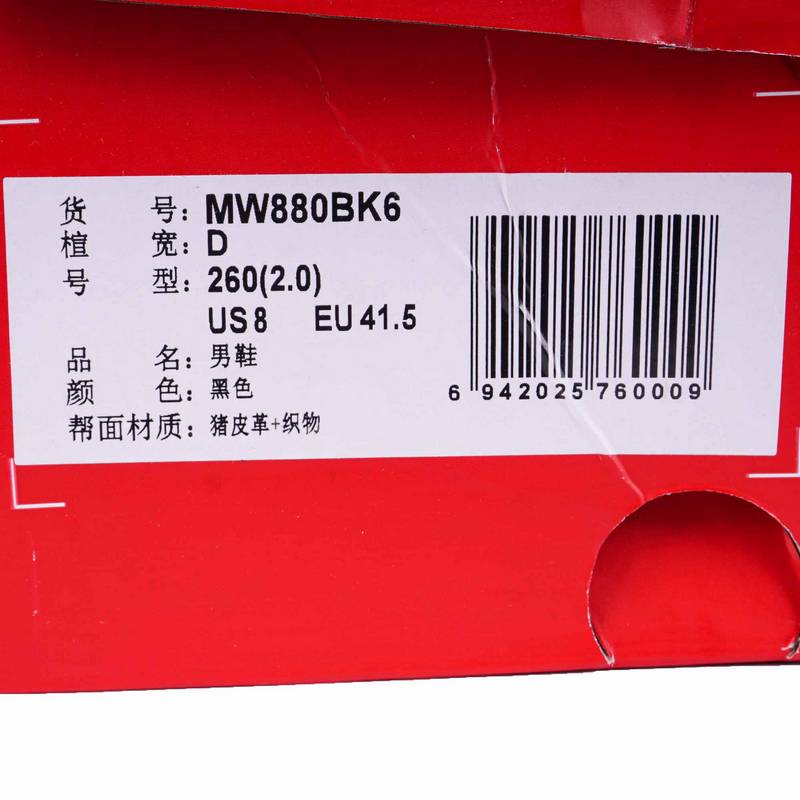 货 号: MW880BK6
楦 宽: D
号 型: 260(2.0)
US 8 EU 41.5
品 名: 男鞋
颜 色: 黑色
帮面材质: 猪皮革+织物
6 942025 760009